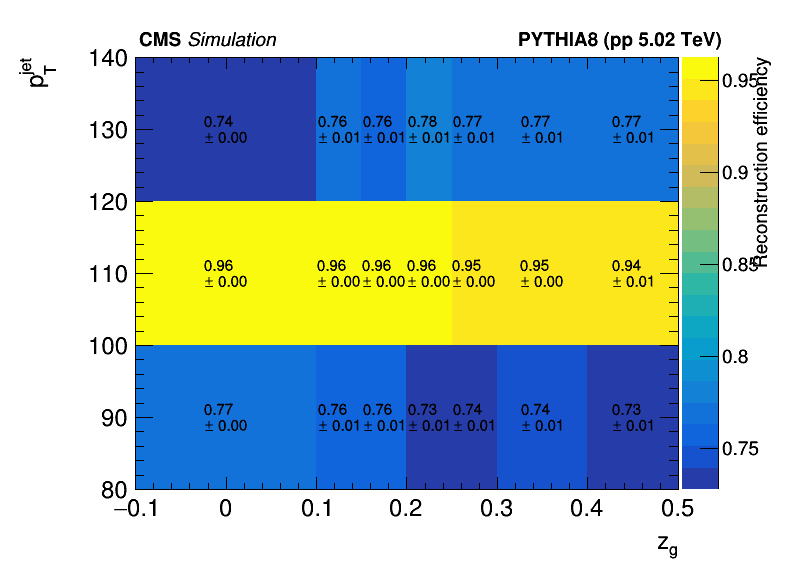 CMS Simulation PYTHIA8 (pp 5.02 TeV)
p_T^jet
140
130
120
110
100
90
80
0.74 0.76 0.76 0.78 0.77 0.77 0.77
± 0.00 ± 0.01 ± 0.01 ± 0.01 ± 0.01 ± 0.01 ± 0.01
0.96 0.96 0.96 0.96 0.95 0.95 0.94
± 0.00 ± 0.00 ± 0.00 ± 0.00 ± 0.00 ± 0.00 ± 0.01
0.77 0.76 0.76 0.73 0.74 0.74 0.73
± 0.00 ± 0.01 ± 0.01 ± 0.01 ± 0.01 ± 0.01 ± 0.01
−0.1 0 0.1 0.2 0.3 0.4 0.5
z_g
0.95
0.9
0.85
0.8
0.75
Reconstruction efficiency